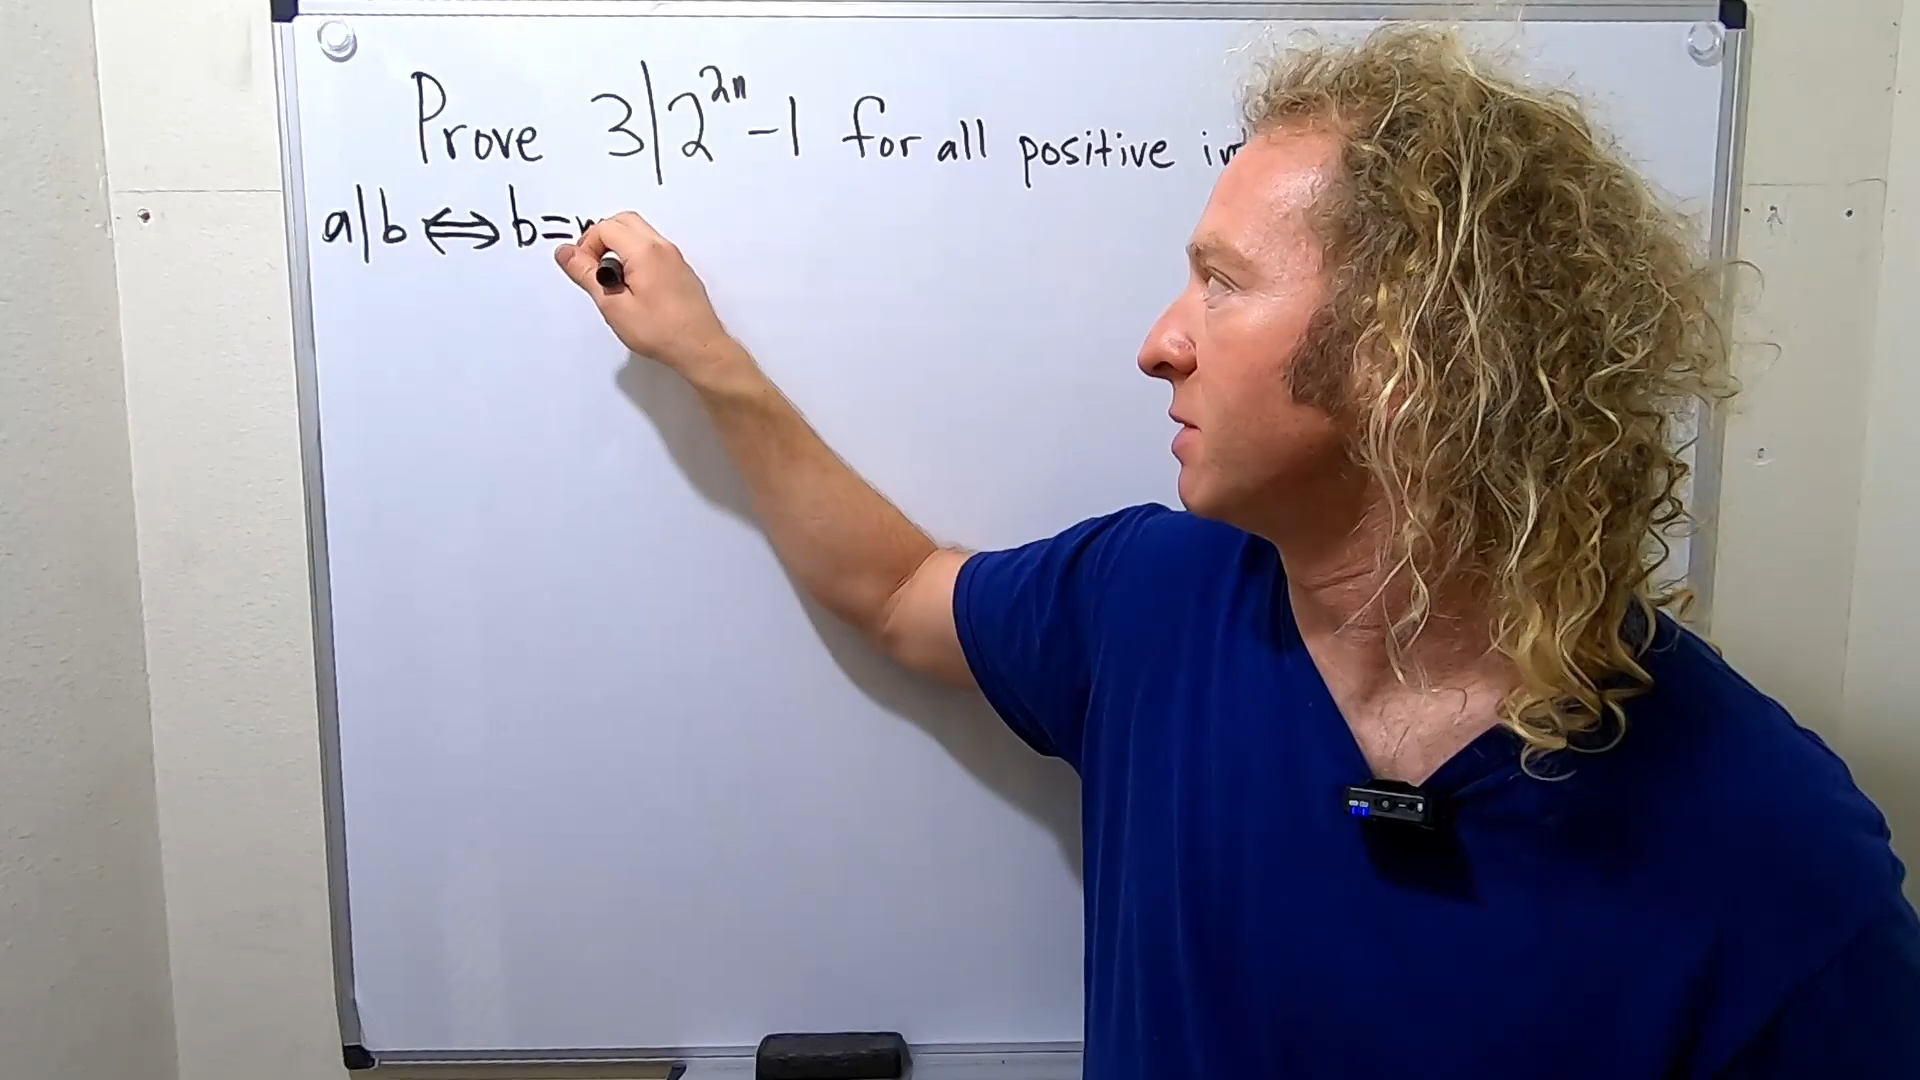 Prove 3|2^2n -1 for all positive
a|b ⟺ b=